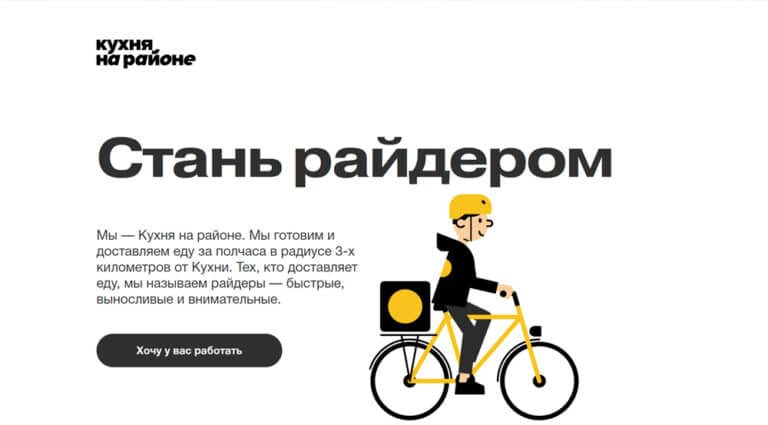 кухня
на районе
Стань райдером
Мы — Кухня на районе. Мы готовим и
доставляем еду за полчаса в радиусе 3-х
километров от Кухни. Тех, кто доставляет
еду, мы называем райдеры — быстрые,
выносливые и внимательные.
Хочу у вас работать